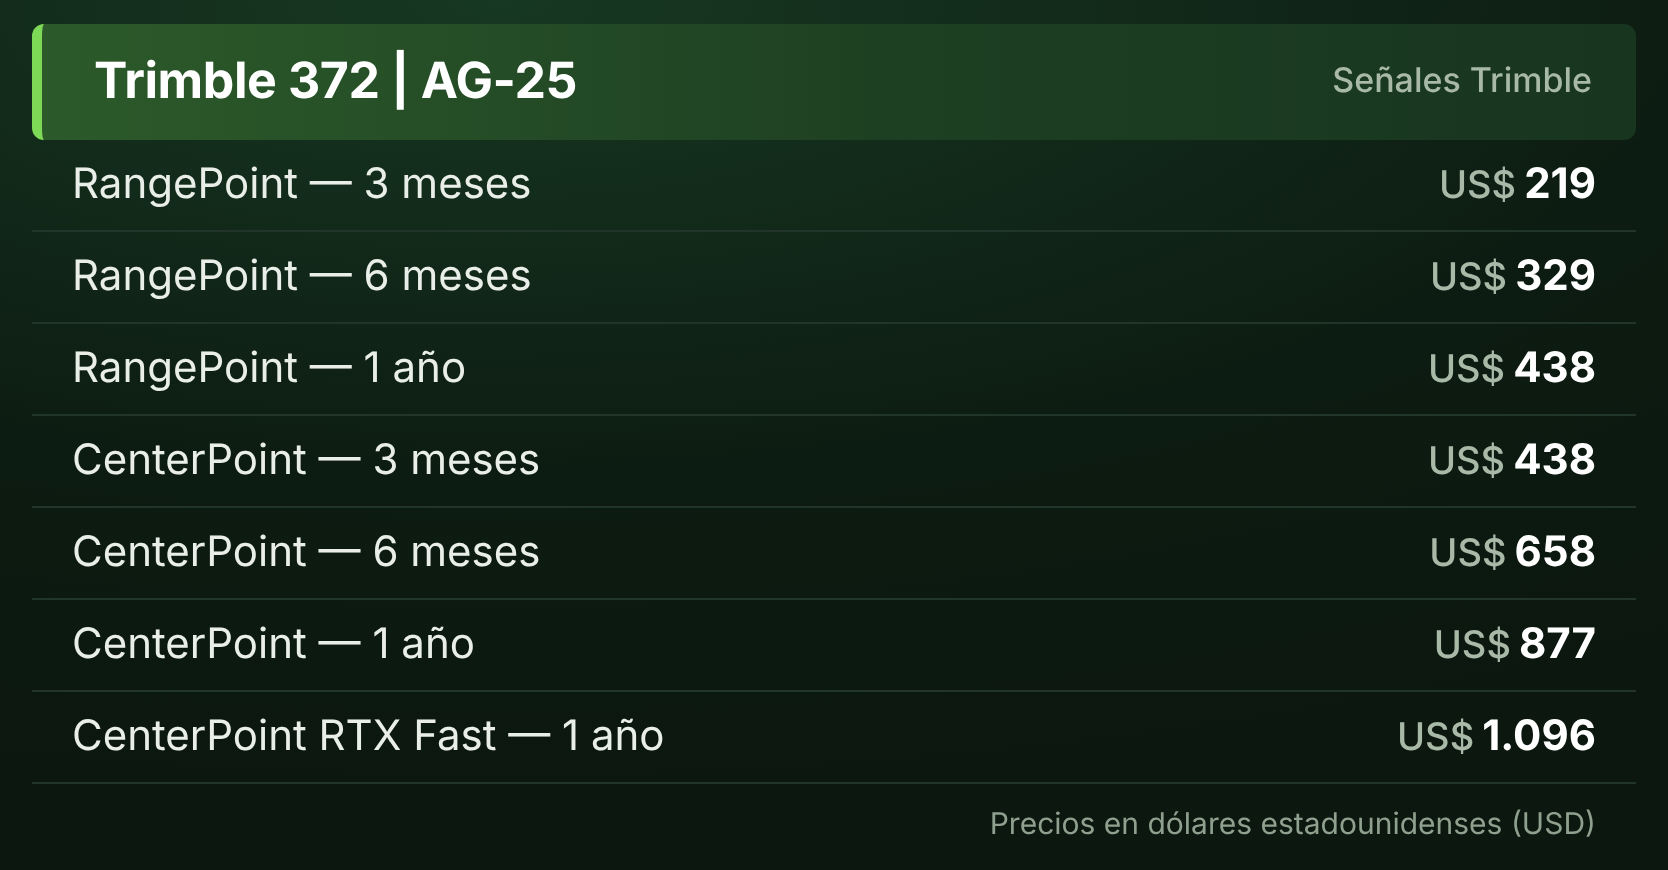 Trimble 372 | AG-25 Señales Trimble
RangePoint — 3 meses US$ 219
RangePoint — 6 meses US$ 329
RangePoint — 1 año US$ 438
CenterPoint — 3 meses US$ 438
CenterPoint — 6 meses US$ 658
CenterPoint — 1 año US$ 877
CenterPoint RTX Fast — 1 año US$ 1.096
Precios en dólares estadounidenses (USD)